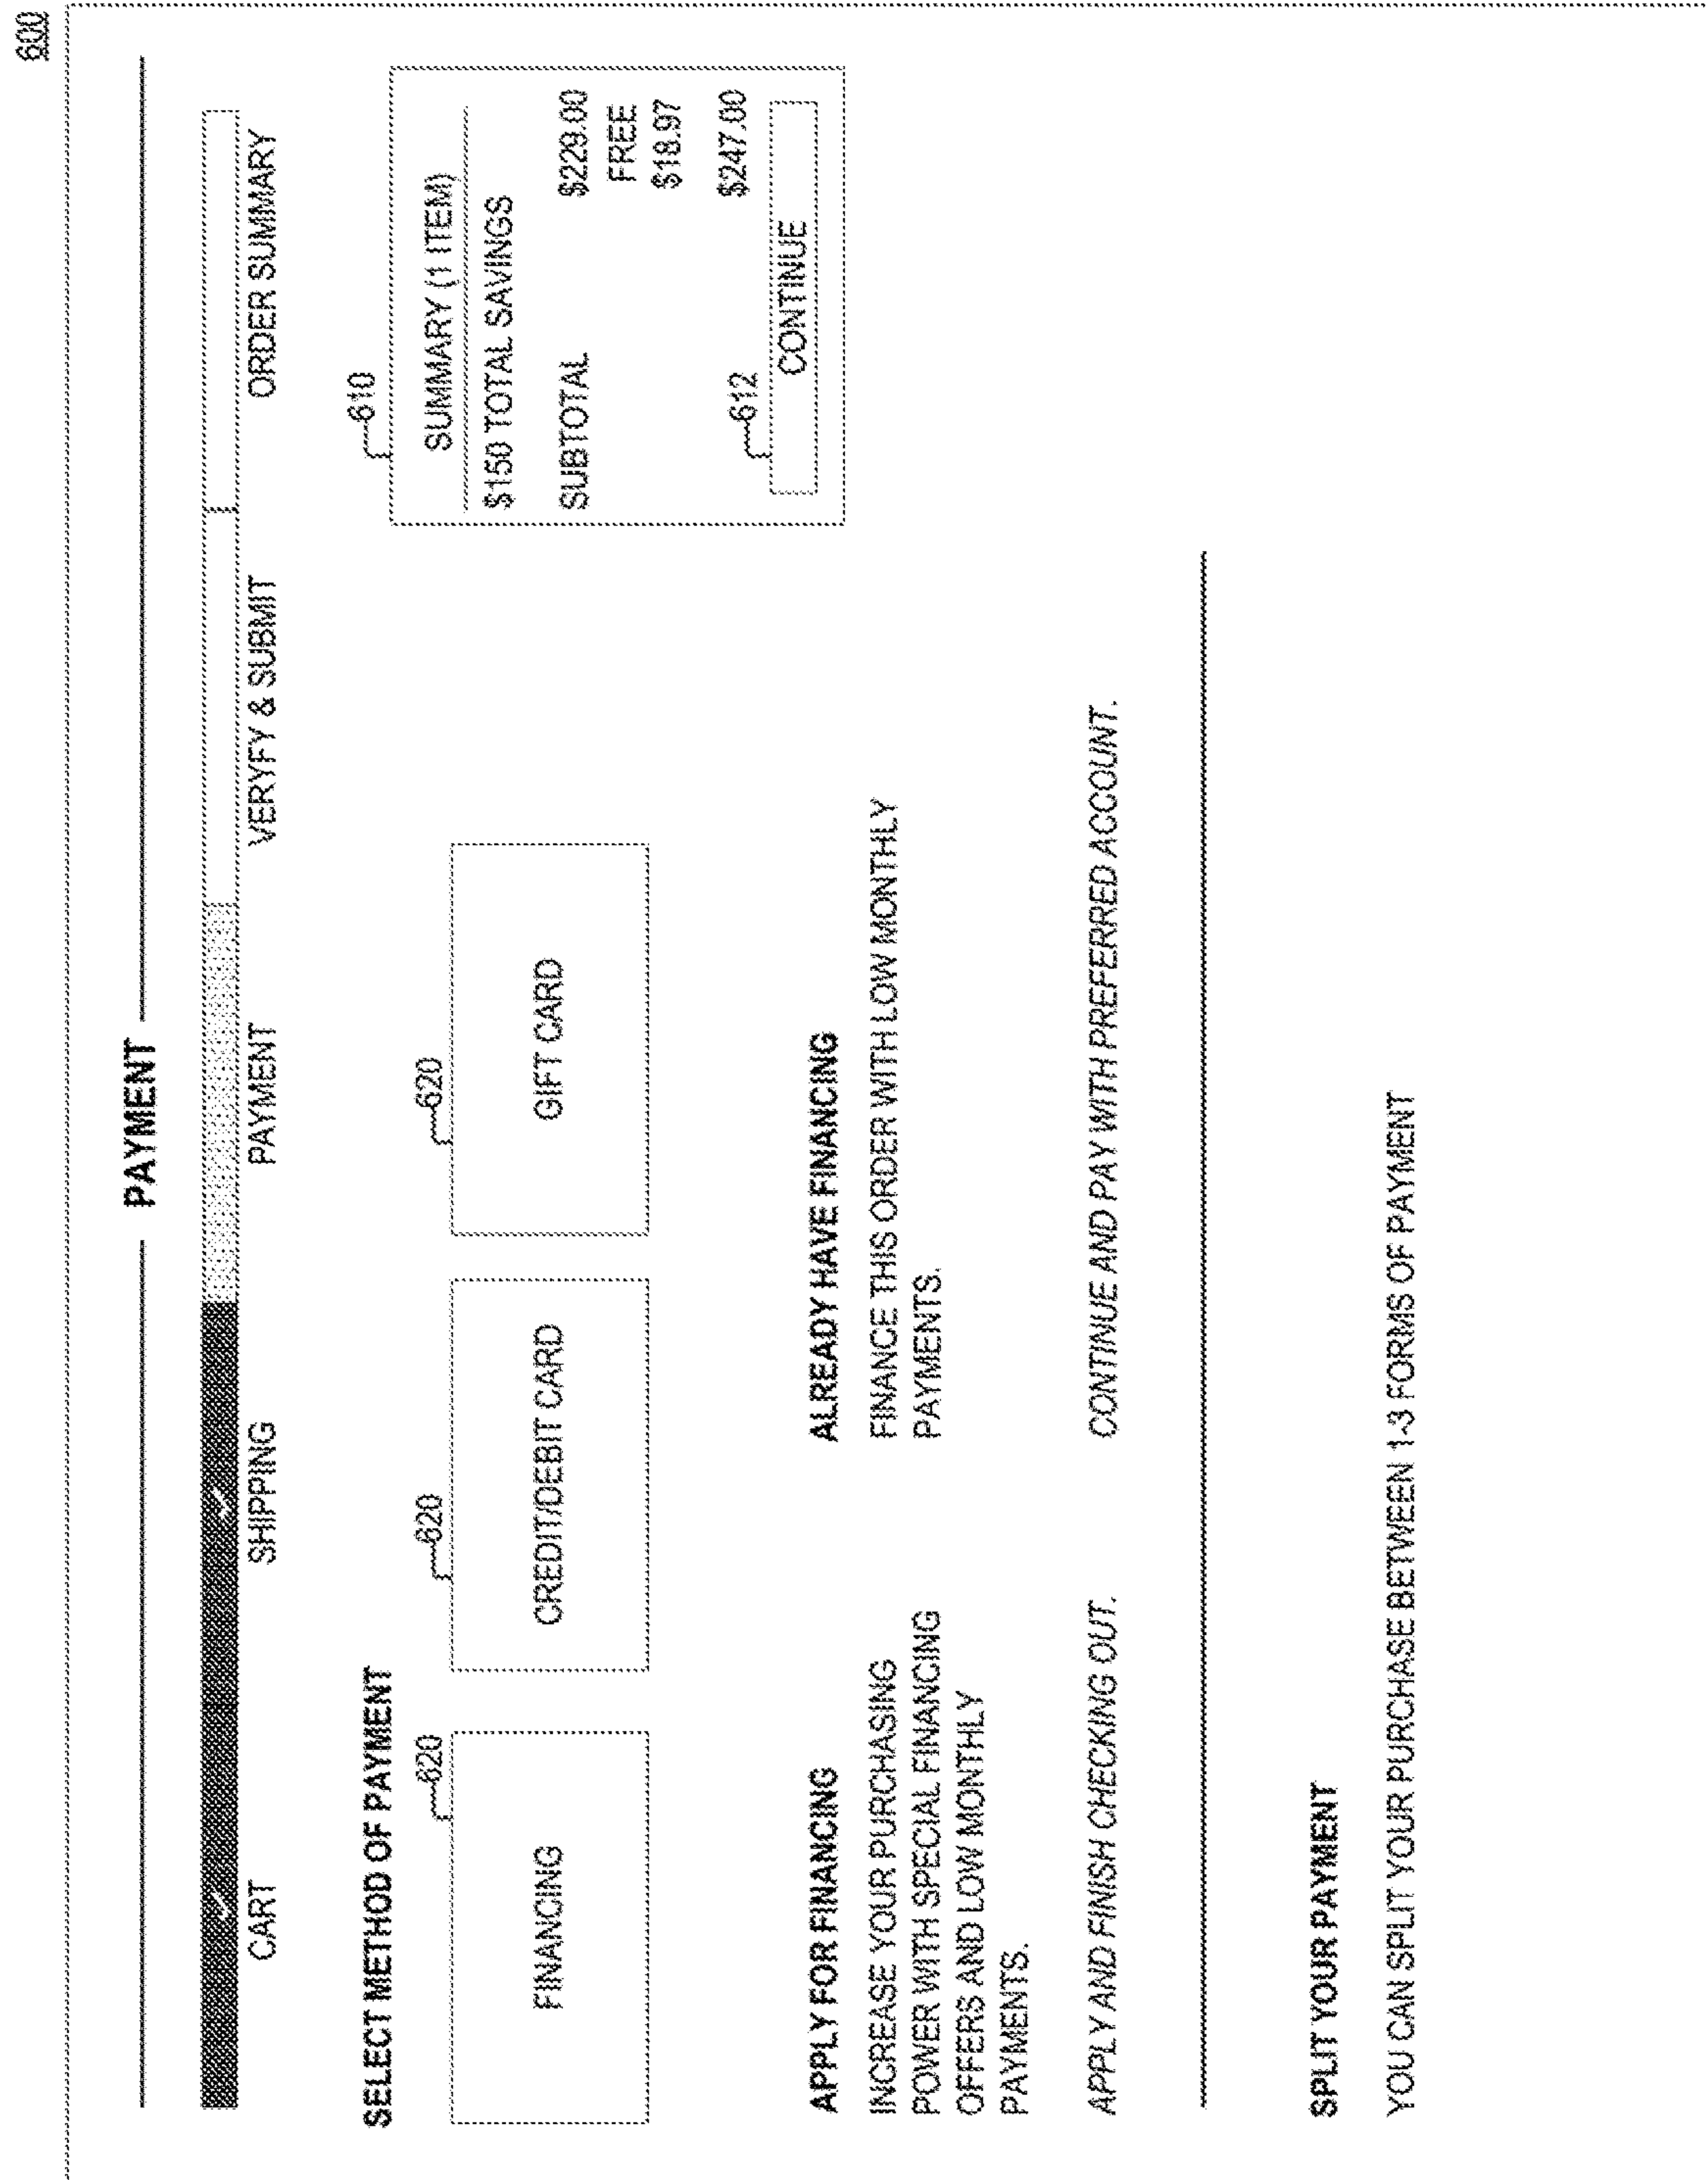 600
PAYMENT
CART
SHIPPING
PAYMENT
VERYFY & SUBMIT
ORDER SUMMARY
SELECT METHOD OF PAYMENT
620
FINANCING
620
CREDIT/DEBIT CARD
620
GIFT CARD
610
SUMMARY (1 ITEM)
$150 TOTAL SAVINGS
SUBTOTAL $229.00
FREE
$18.97
$247.00
612
CONTINUE
APPLY FOR FINANCING
INCREASE YOUR PURCHASING
POWER WITH SPECIAL FINANCING
OFFERS AND LOW MONTHLY
PAYMENTS.
APPLY AND FINISH CHECKING OUT.
ALREADY HAVE FINANCING
FINANCE THIS ORDER WITH LOW MONTHLY
PAYMENTS.
CONTINUE AND PAY WITH PREFERRED ACCOUNT.
SPLIT YOUR PAYMENT
YOU CAN SPLIT YOUR PURCHASE BETWEEN 1-3 FORMS OF PAYMENT